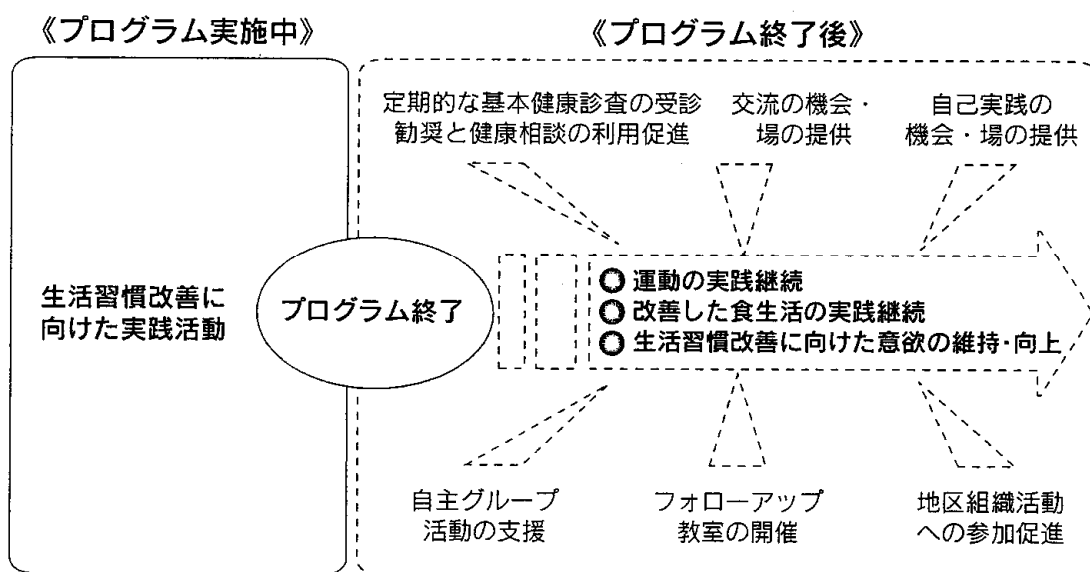 《プログラム実施中》
《プログラム終了後》
定期的な基本健康診査の受診
勧奨と健康相談の利用促進
交流の機会・
場の提供
自己実践の
機会・場の提供
生活習慣改善に
向けた実践活動
プログラム終了
運動の実践継続
改善した食生活の実践継続
生活習慣改善に向けた意欲の維持・向上
自主グループ
活動の支援
フォローアップ
教室の開催
地区組織活動
への参加促進